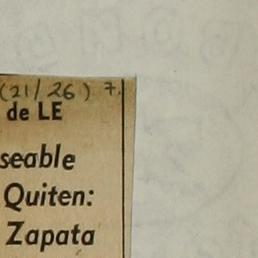 (21/26) 7.
de LE
seable
Quiten:
Zapata